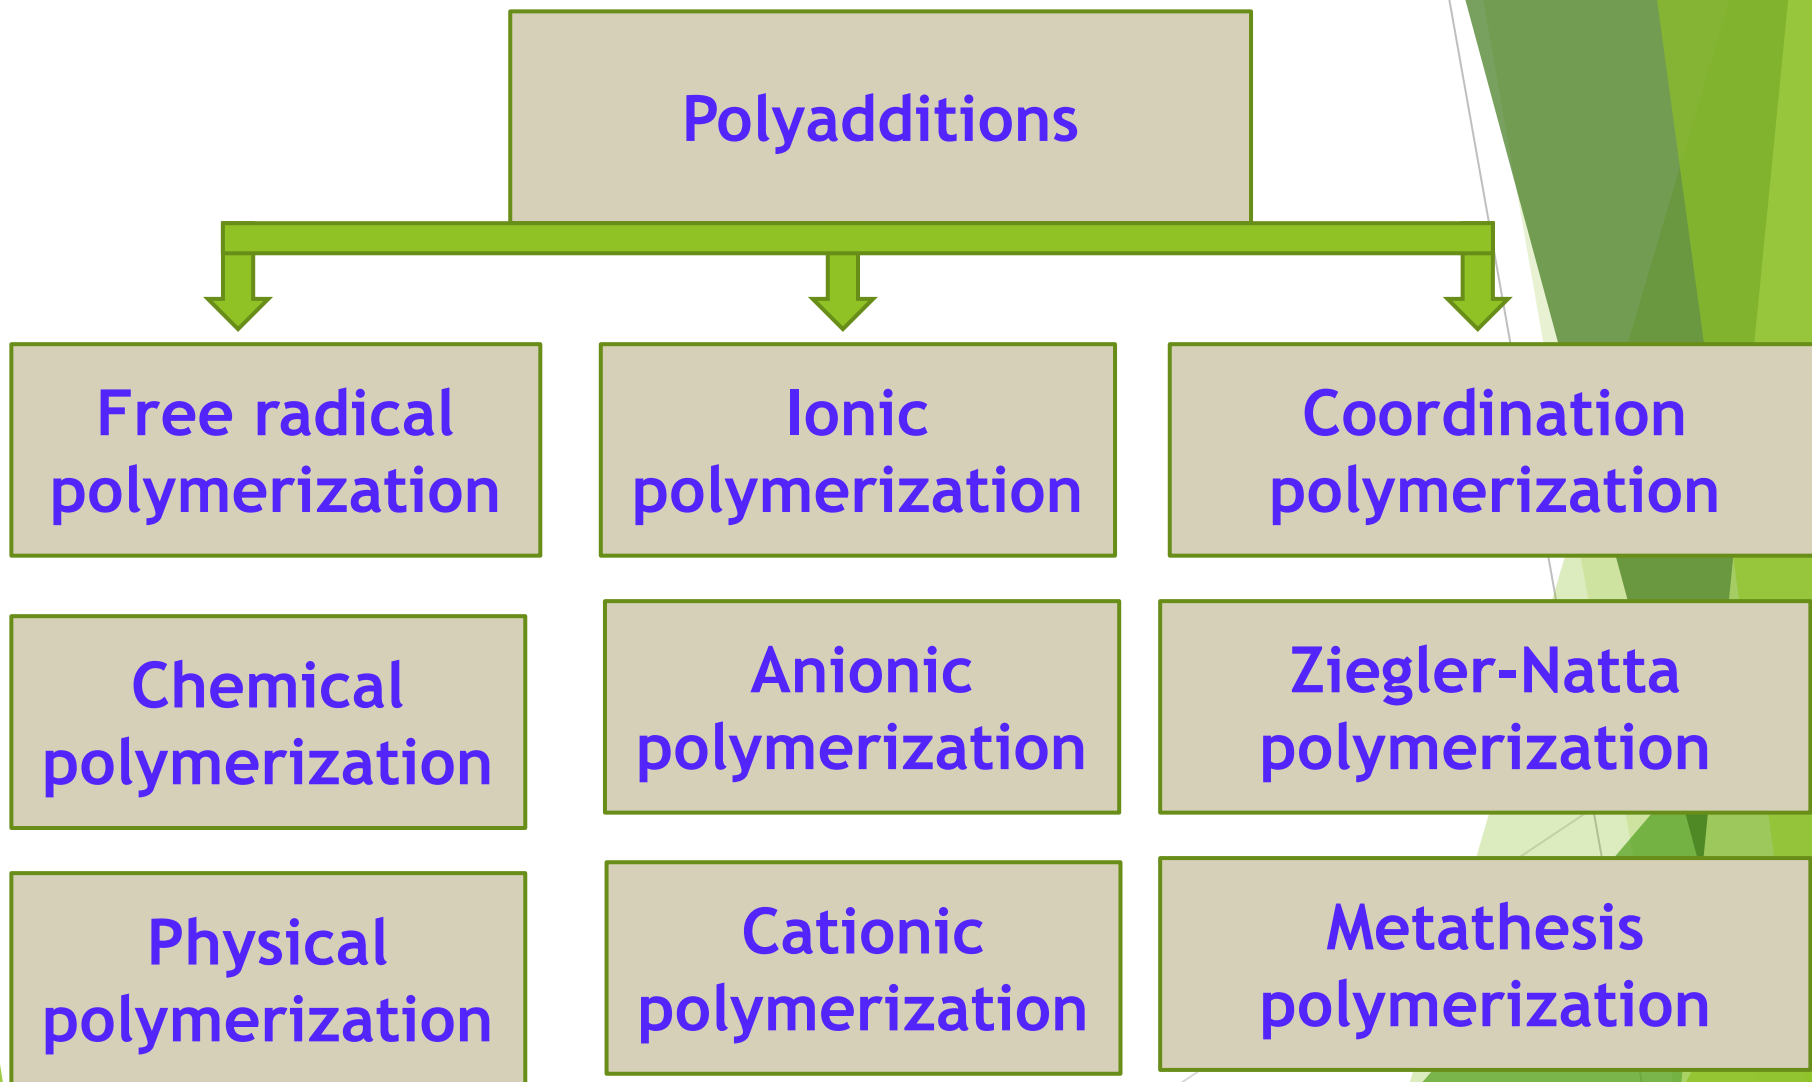 Polyadditions
Free radical
polymerization
Ionic
polymerization
Coordination
polymerization
Chemical
polymerization
Anionic
polymerization
Ziegler-Natta
polymerization
Physical
polymerization
Cationic
polymerization
Metathesis
polymerization